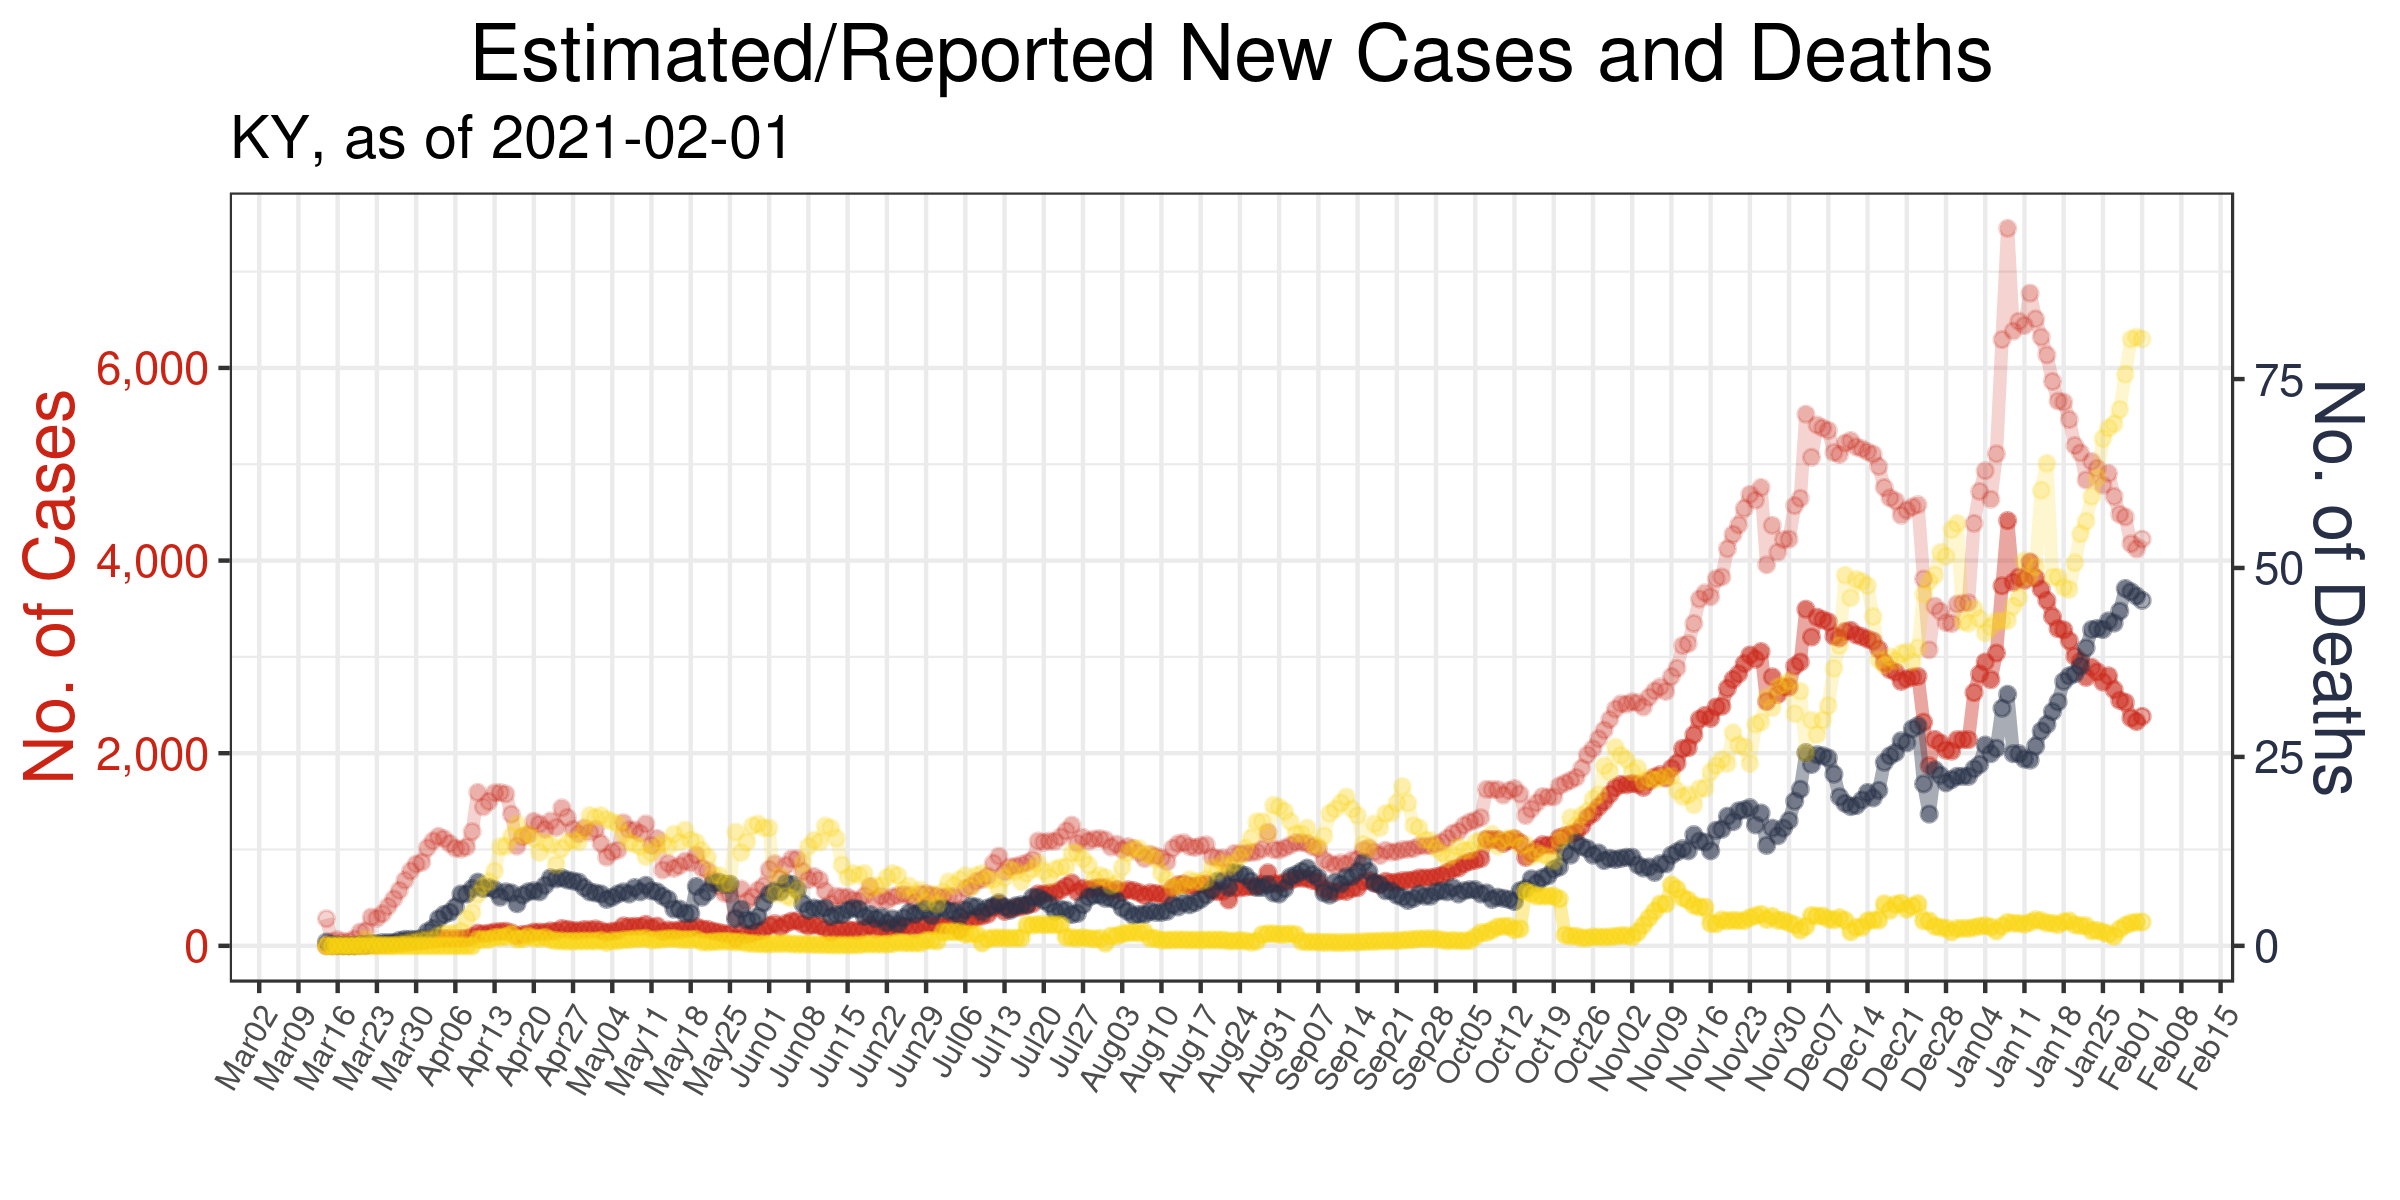 Estimated/Reported New Cases and Deaths
KY, as of 2021-02-01
No. of Cases
6,000
4,000
2,000
0
75
50
25
0
No. of Deaths
Mar02
Mar09
Mar16
Mar23
Mar30
Apr06
Apr13
Apr20
Apr27
May04
May11
May18
May25
Jun01
Jun08
Jun15
Jun22
Jun29
Jul06
Jul13
Jul20
Jul27
Aug03
Aug10
Aug17
Aug24
Aug31
Sep07
Sep14
Sep21
Sep28
Oct05
Oct12
Oct19
Oct26
Nov02
Nov09
Nov16
Nov23
Nov30
Dec07
Dec14
Dec21
Dec28
Jan04
Jan11
Jan18
Jan25
Feb01
Feb08
Feb15